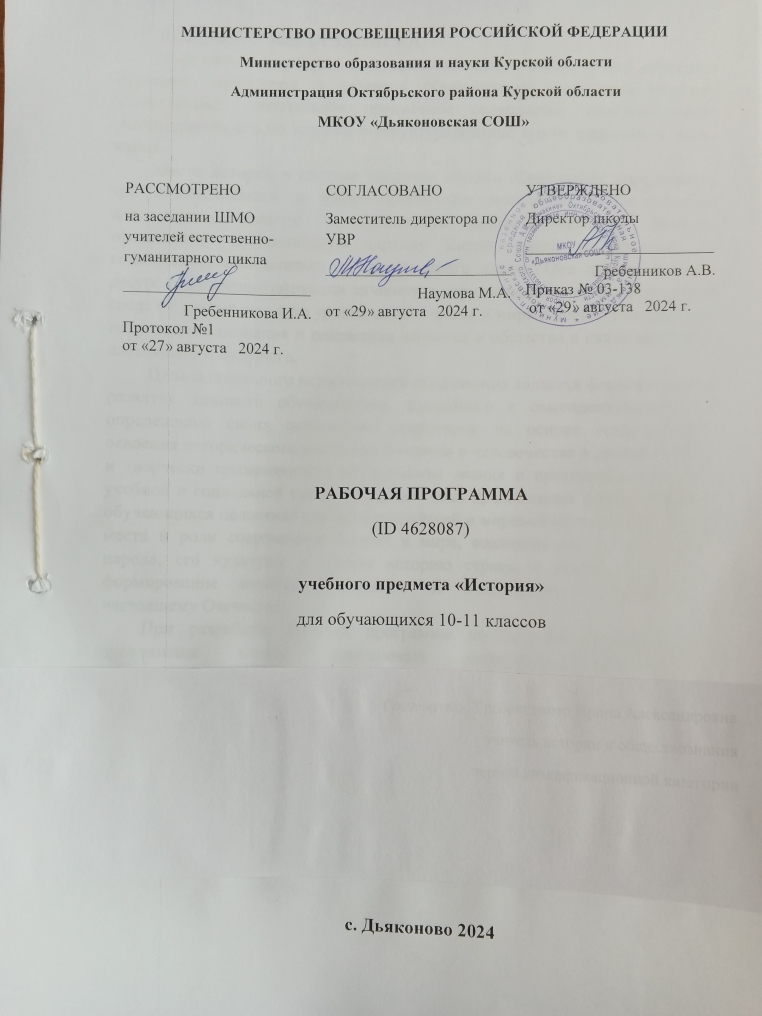 МИНИСТЕРСТВО ПРОСВЕЩЕНИЯ РОССИЙСКОЙ ФЕДЕРАЦИИ
Министерство образования и науки Курской области
Администрация Октябрьского района Курской области
МКОУ «Дьяконовская СОШ»
РАССМОТРЕНО
на заседании ШМО
учителей естественно-
гуманитарного цикла
Гребенникова И.А.
Протокол №1
от «27» августа 2024 г.
СОГЛАСОВАНО
Заместитель директора по
УВР
Наумова М.А.
от «29» августа 2024 г.
УТВЕРЖДЕНО
Директор школы
Гребенников А.В.
Приказ № 03-138
от «29» августа 2024 г.
МКОУ
«Дьяконовская СОШ»
РАБОЧАЯ ПРОГРАММА
(ID 4628087)
учебного предмета «История»
для обучающихся 10-11 классов
с. Дьяконово 2024